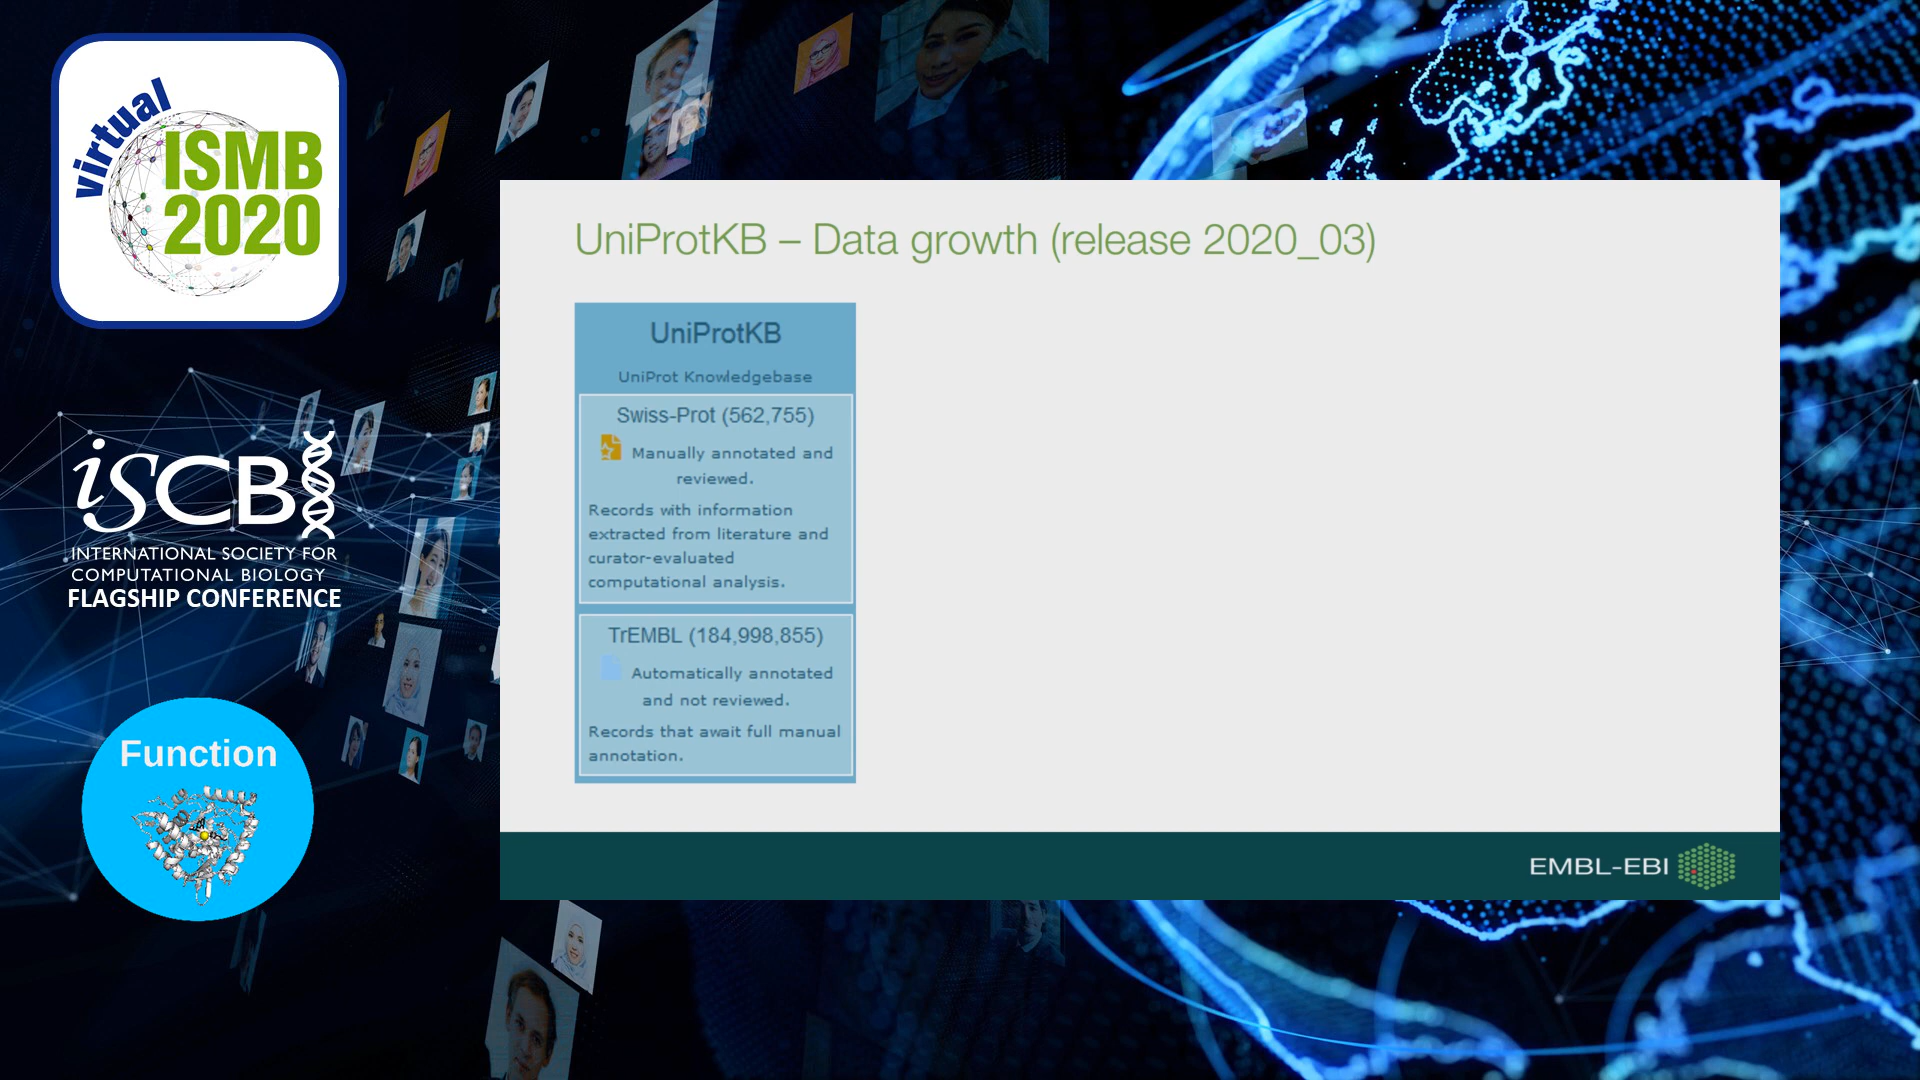 virtual
ISMB
2020
iSCB
INTERNATIONAL SOCIETY FOR
COMPUTATIONAL BIOLOGY
FLAGSHIP CONFERENCE
Function
UniProtKB – Data growth (release 2020_03)
UniProtKB
UniProt Knowledgebase
Swiss-Prot (562,755)
Manually annotated and
reviewed.
Records with information
extracted from literature and
curator-evaluated
computational analysis.
TrEMBL (184,998,855)
Automatically annotated
and not reviewed.
Records that await full manual
annotation.
EMBL-EBI